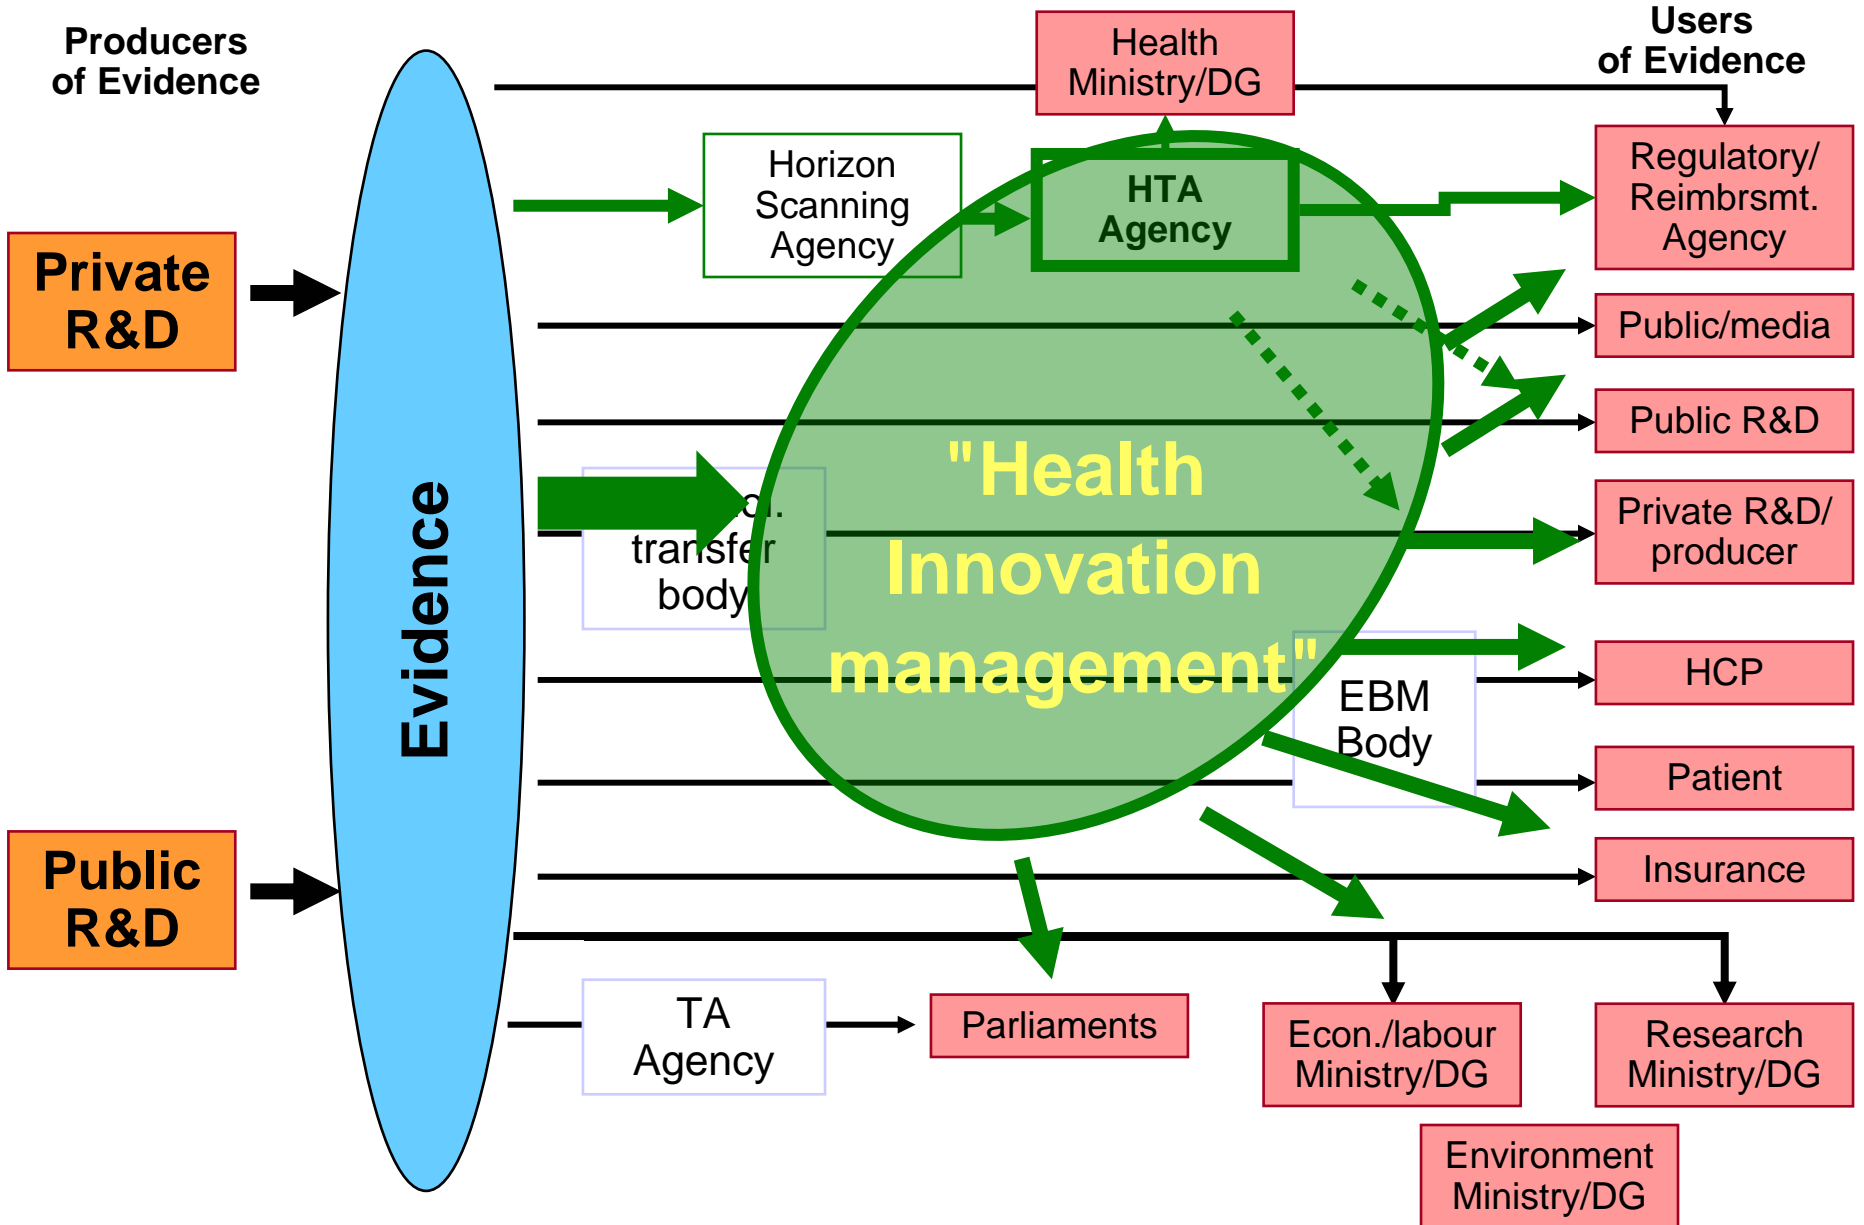 Producers
of Evidence
Users
of Evidence
Health
Ministry/DG
Horizon
Scanning
Agency
HTA
Agency
Regulatory/
Reimbrsmt.
Agency
Private
R&D
Public/media
Public R&D
Evidence
transfer
body
"Health
Innovation
management"
Private R&D/
producer
EBM
Body
HCP
Patient
Public
R&D
Insurance
TA
Agency
Parliaments
Econ./labour
Ministry/DG
Research
Ministry/DG
Environment
Ministry/DG